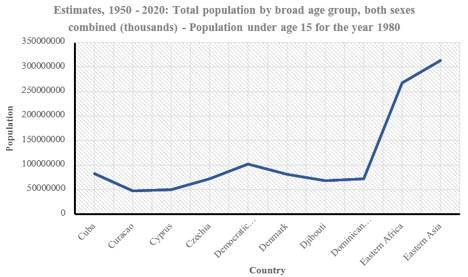 Estimates, 1950 - 2020: Total population by broad age group, both sexes
combined (thousands) - Population under age 15 for the year 1980
350000000
300000000
250000000
200000000
150000000
100000000
50000000
0
Population
Cuba
Curacao
Cyprus
Czechia
Democratic...
Denmark
Djibouti
Dominican...
Eastern Africa
Eastern Asia
Country